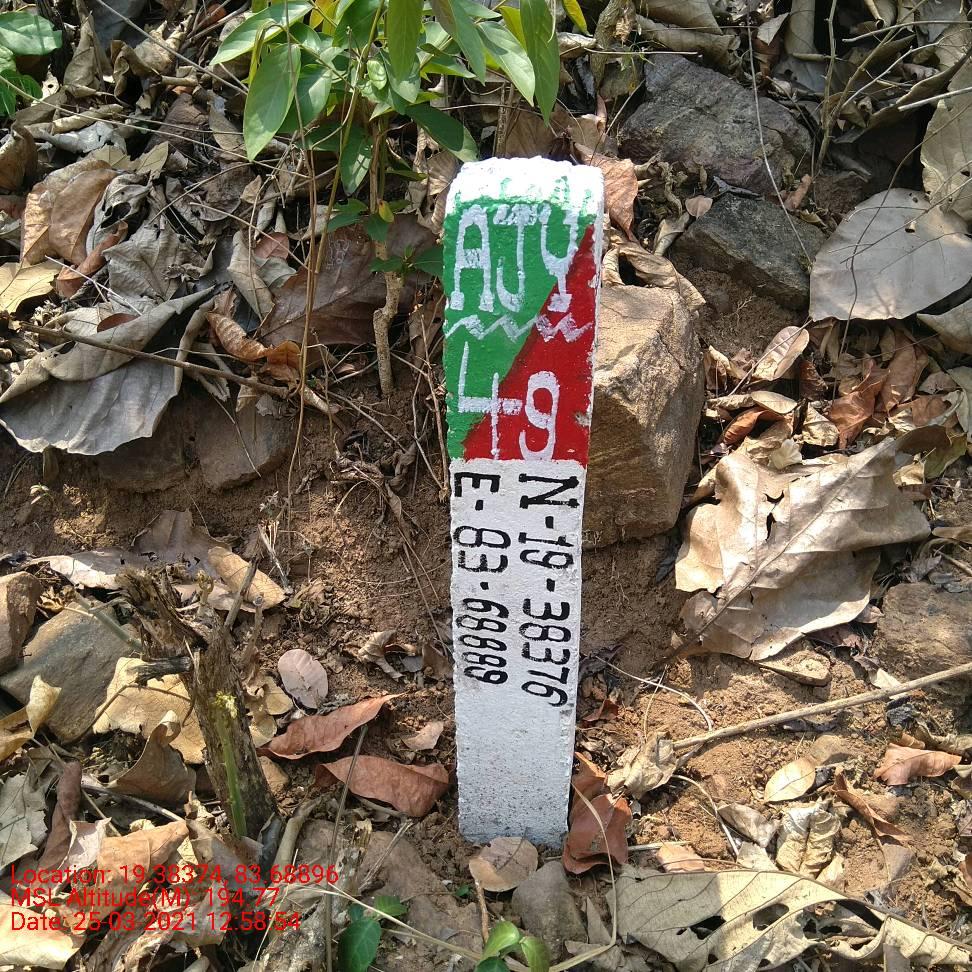 AJY
49
N-19-38376
E-83-68889
Location: 19.38374, 83.68896
MSL Altitude(M): 194.77
Date: 25-03-2021 12:58:54